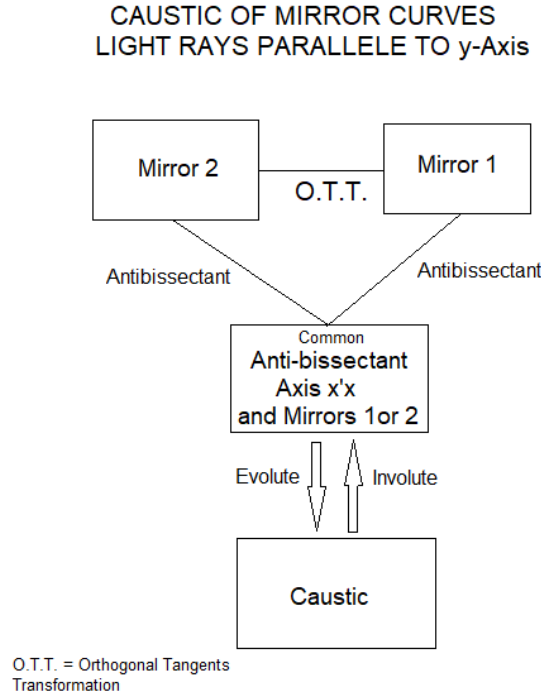 CAUSTIC OF MIRROR CURVES
LIGHT RAYS PARALLELE TO y-Axis
Mirror 2
Mirror 1
O.T.T.
Antibissectant
Antibissectant
Common
Anti-bissectant
Axis x'x
and Mirrors 1or 2
Evolute
Involute
Caustic
O.T.T. = Orthogonal Tangents
Transformation